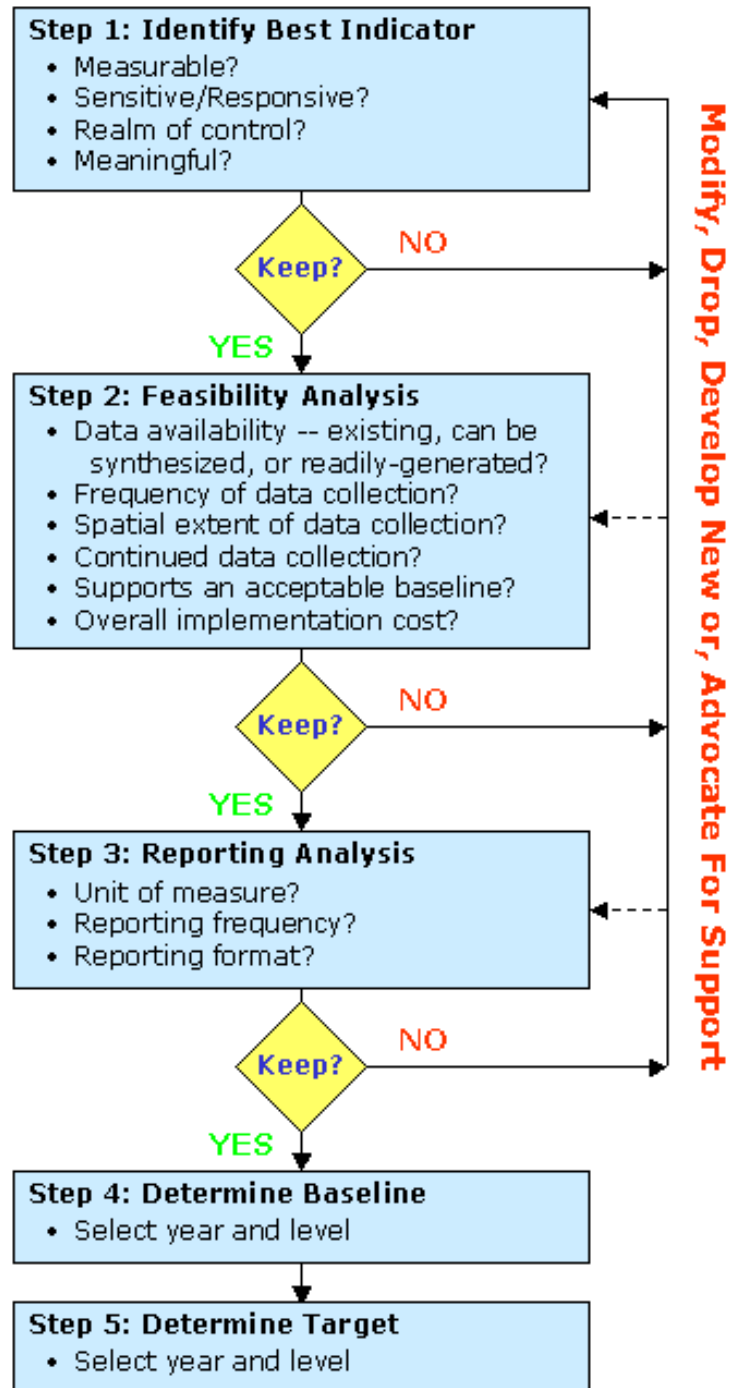 Step 1: Identify Best Indicator
• Measurable?
• Sensitive/Responsive?
• Realm of control?
• Meaningful?
Keep?
NO
YES
Step 2: Feasibility Analysis
• Data availability -- existing, can be
synthesized, or readily-generated?
• Frequency of data collection?
• Spatial extent of data collection?
• Continued data collection?
• Supports an acceptable baseline?
• Overall implementation cost?
Keep?
NO
YES
Step 3: Reporting Analysis
• Unit of measure?
• Reporting frequency?
• Reporting format?
Keep?
NO
YES
Step 4: Determine Baseline
• Select year and level
Step 5: Determine Target
• Select year and level
Modify, Drop, Develop New or, Advocate For Support